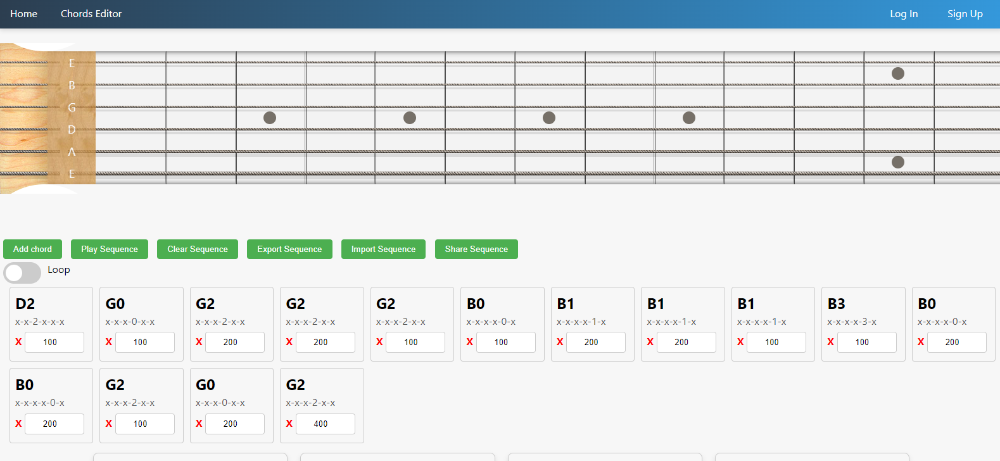 Home Chords Editor Log In Sign Up
E
B
G
D
A
E
Add chord Play Sequence Clear Sequence Export Sequence Import Sequence Share Sequence
Loop
D2 G0 G2 G2 G2 B0 B1 B1 B1 B3 B0
x-x-2-x-x-x x-x-x-0-x-x x-x-x-2-x-x x-x-x-2-x-x x-x-x-2-x-x x-x-x-x-0-x x-x-x-x-1-x x-x-x-x-1-x x-x-x-x-1-x x-x-x-x-3-x x-x-x-x-0-x
X 100 X 100 X 200 X 200 X 100 X 100 X 200 X 200 X 100 X 100 X 200
B0 G2 G0 G2
x-x-x-x-0-x x-x-x-2-x-x x-x-x-0-x-x x-x-x-2-x-x
X 200 X 100 X 200 X 400